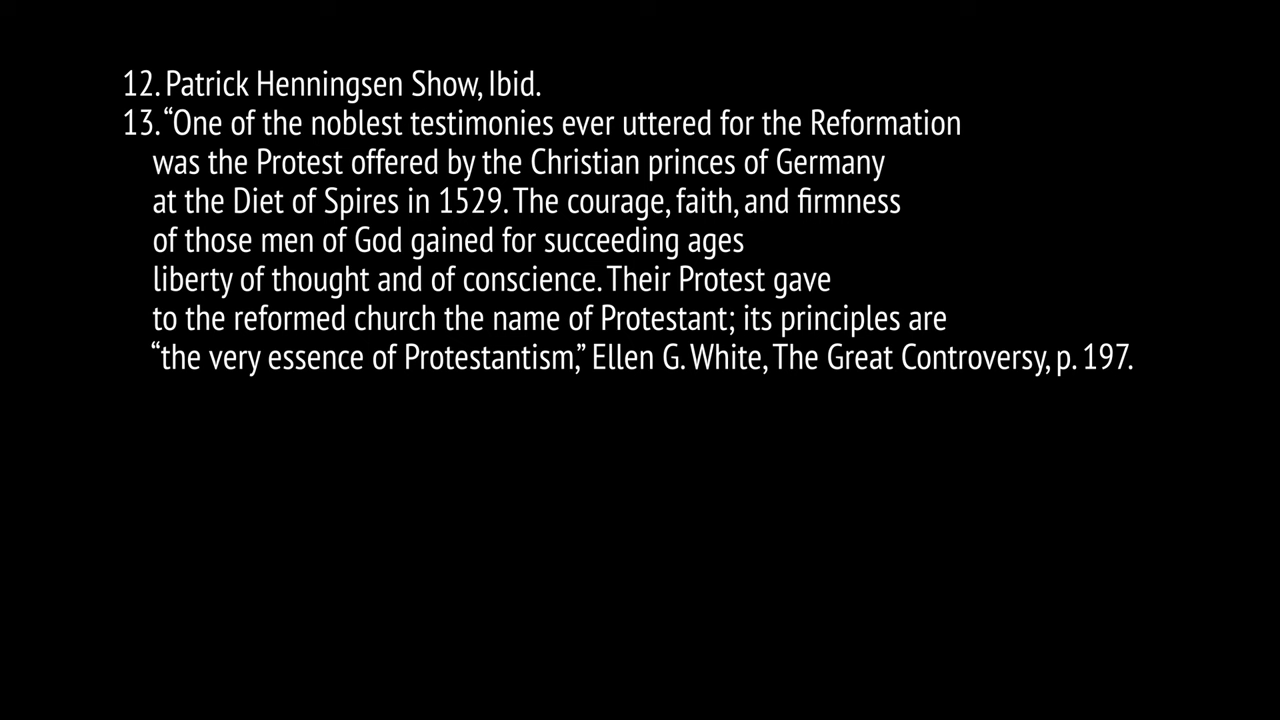 12. Patrick Henningsen Show, Ibid.
13. “One of the noblest testimonies ever uttered for the Reformation
was the Protest offered by the Christian princes of Germany
at the Diet of Spires in 1529. The courage, faith, and firmness
of those men of God gained for succeeding ages
liberty of thought and of conscience. Their Protest gave
to the reformed church the name of Protestant; its principles are
“the very essence of Protestantism,” Ellen G. White, The Great Controversy, p. 197.